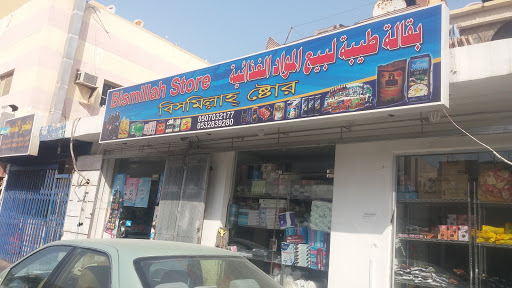 بقالة طيبة لبيع المواد الغذائية
Bismillah Store
বিসমিল্লাহ্ ষ্টোর
0507032177
0532839280